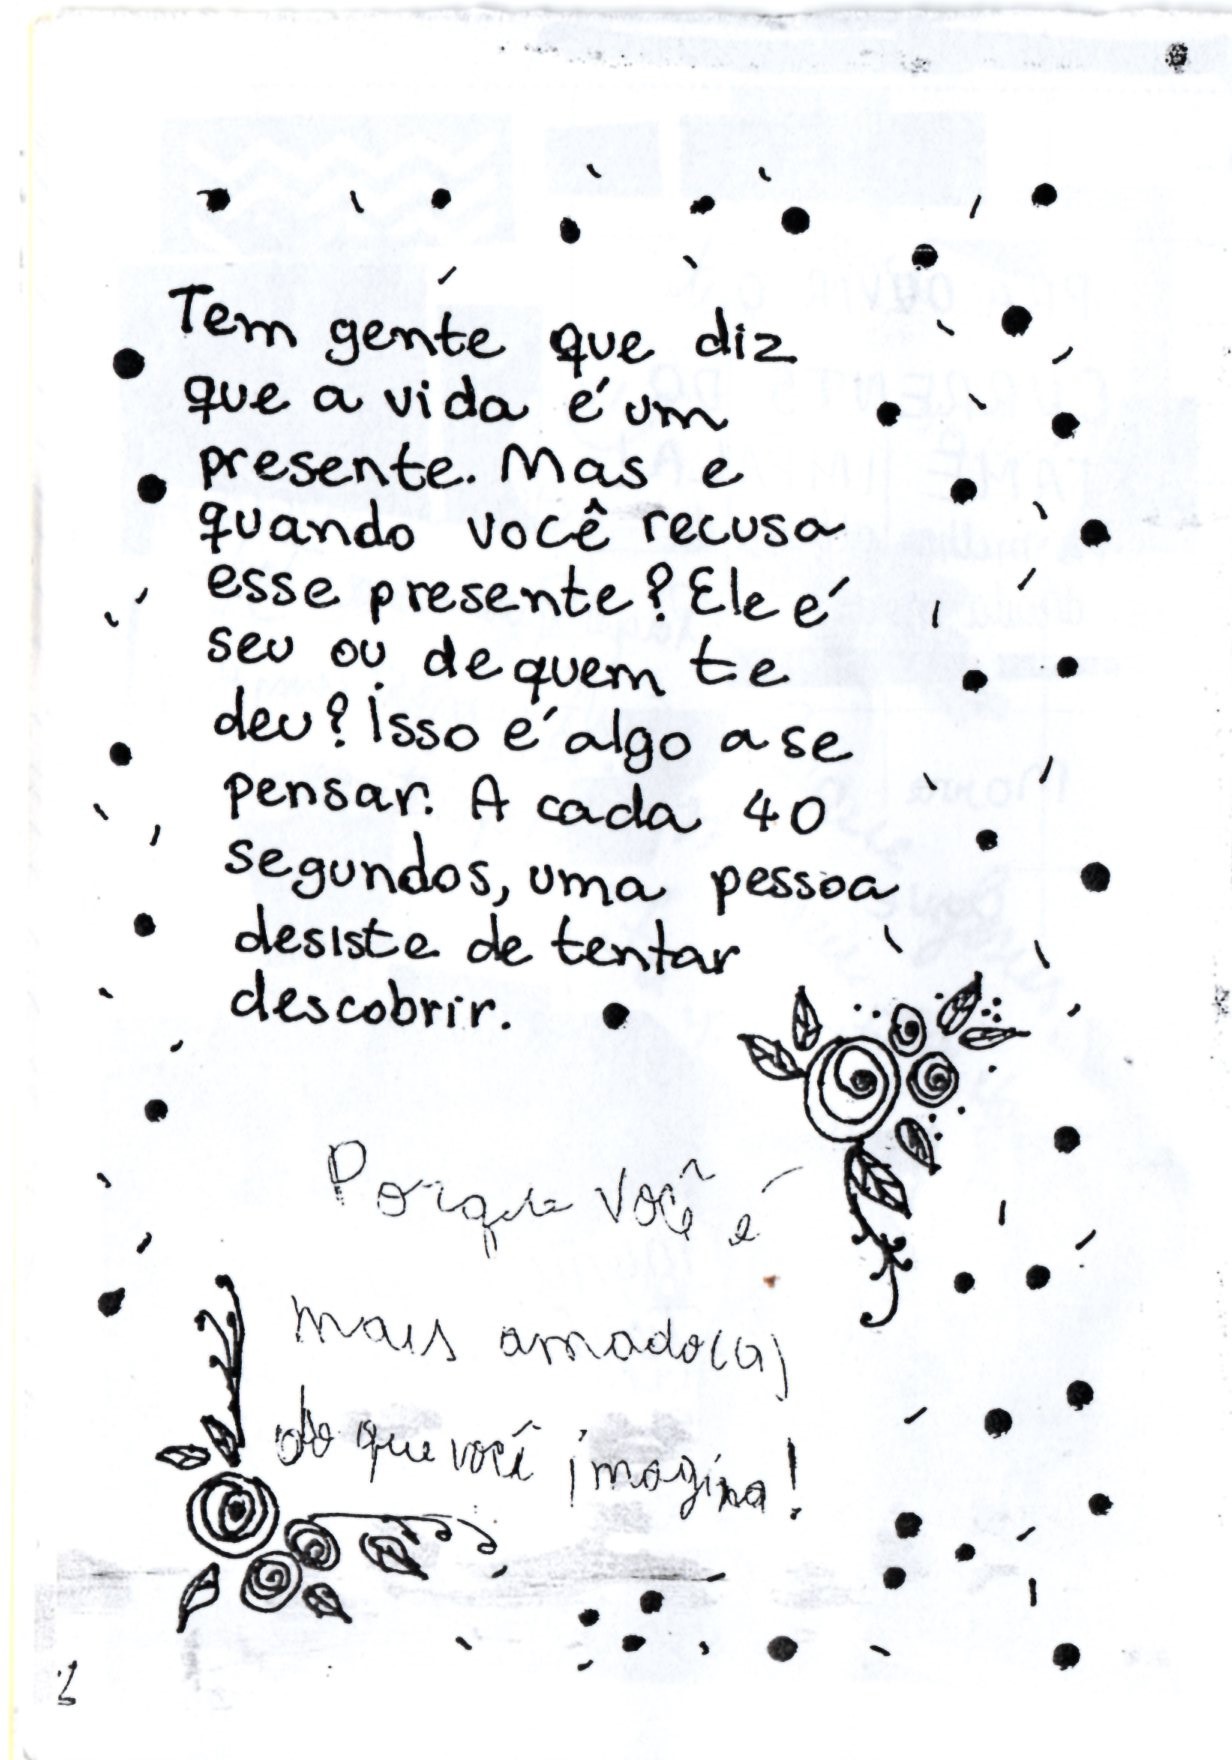 Tem gente que diz
que a vida é um
presente. Mas e
quando você recusa
esse presente? Ele é
seu ou de quem te
deu? Isso é algo a se
pensar. A cada 40
segundos, uma pessoa
desiste de tentar
descobrir.
Porque você é
mais amado(a)
do que você imagina!